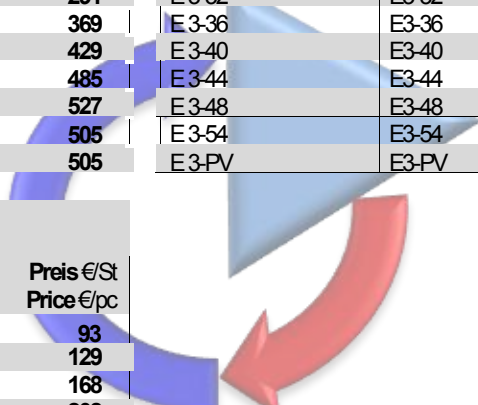 369 E 3-36 E3-36
429 E 3-40 E3-40
485 E 3-44 E3-44
527 E 3-48 E3-48
505 E 3-54 E3-54
505 E 3-PV E3-PV
Preis €/St
Price €/pc
93
129
168